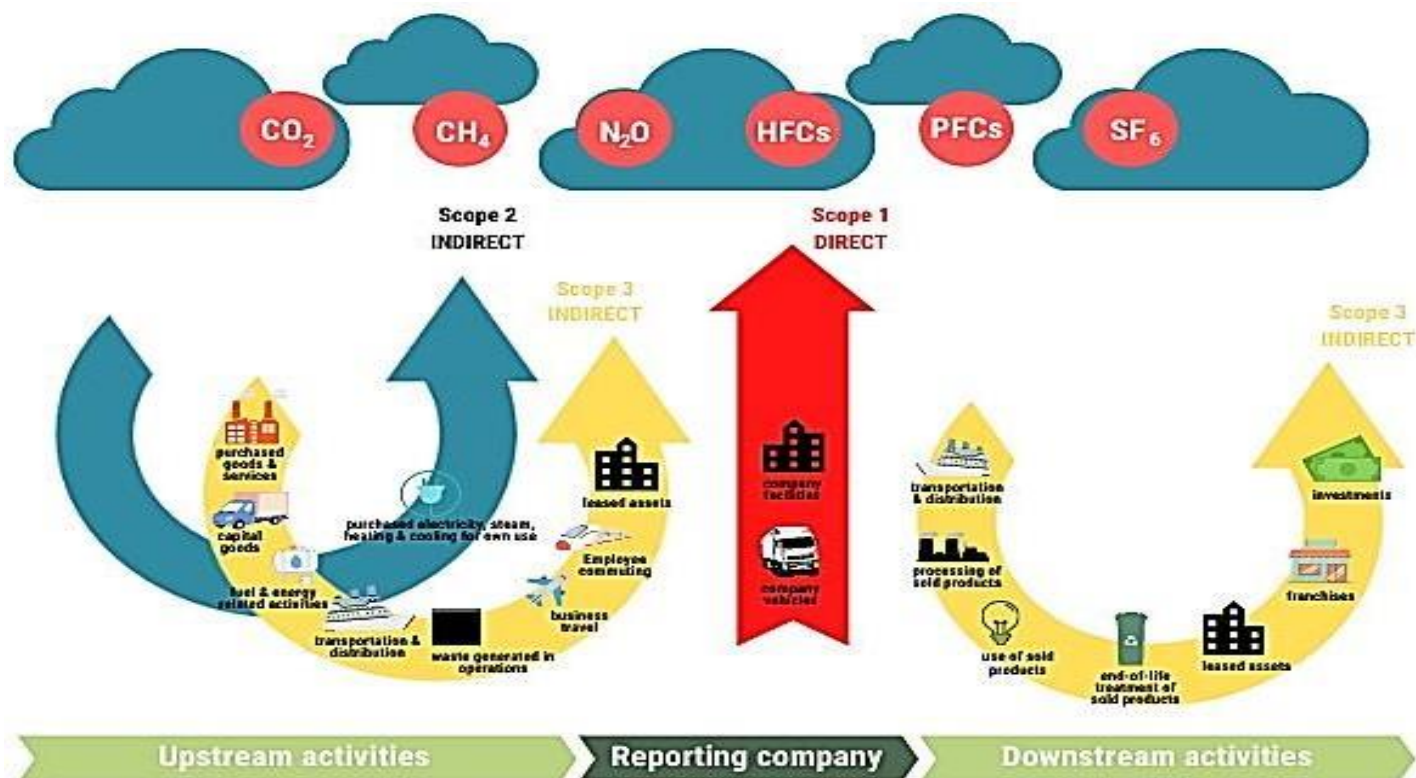 CO₂
CH₄
N₂O
HFCs
PFCs
SF₆
Scope 2
INDIRECT
Scope 1
DIRECT
Scope 3
INDIRECT
Scope 3
INDIRECT
purchased
goods &
services
capital
goods
fuel & energy
related activities
transportation &
distribution
waste generated in
operations
business
travel
Employee
commuting
leased assets
purchased electricity, steam,
heating & cooling for own use
company
facilities
company
vehicles
transportation
& distribution
processing of
sold products
use of sold
products
end-of-life
treatment of
sold products
leased assets
franchises
investments
Upstream activities
Reporting company
Downstream activities